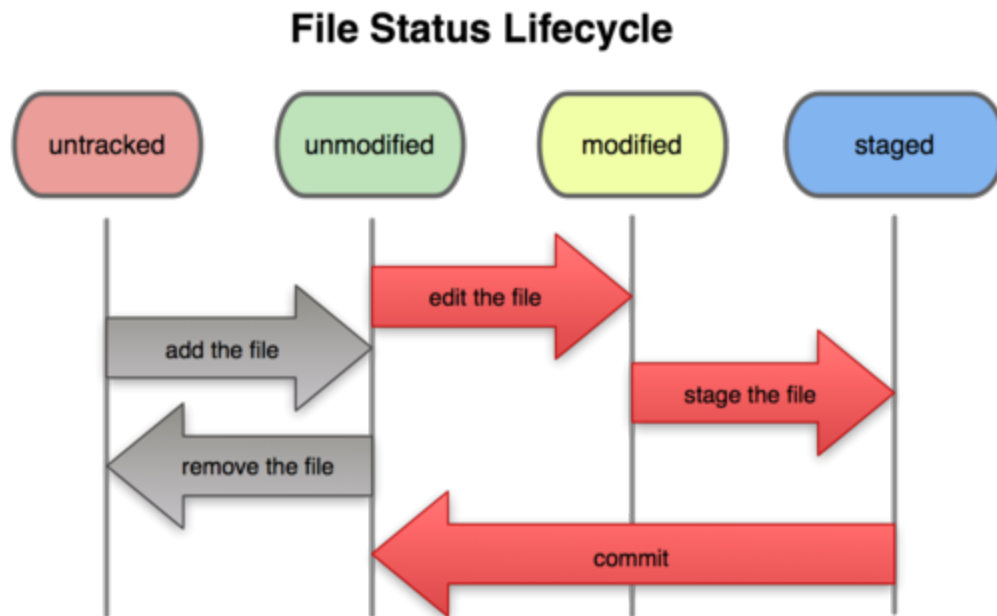 File Status Lifecycle
untracked
unmodified
modified
staged
edit the file
add the file
stage the file
remove the file
commit